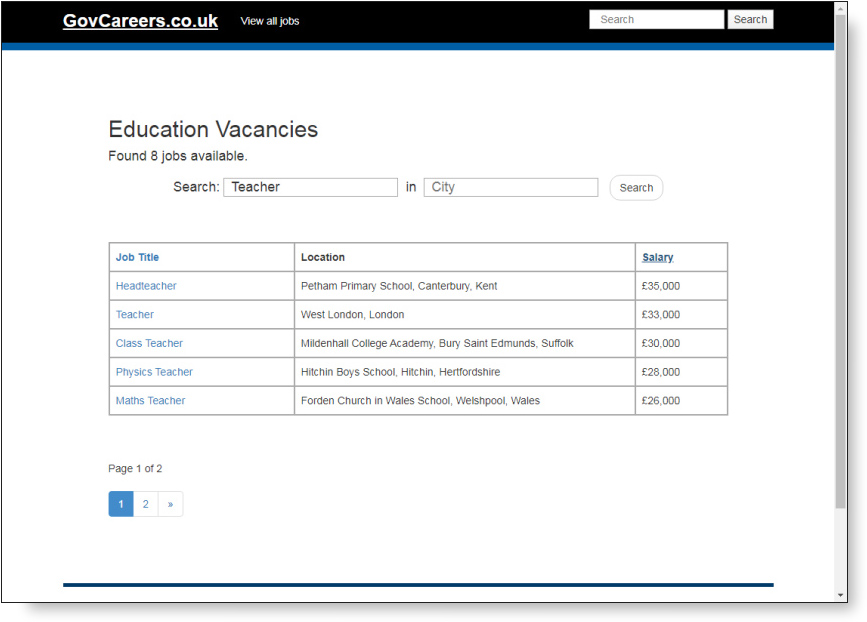 GovCareers.co.uk View all jobs Search Search
Education Vacancies
Found 8 jobs available.
Search: Teacher in City Search
Job Title Location Salary
Headteacher Petham Primary School, Canterbury, Kent £35,000
Teacher West London, London £33,000
Class Teacher Mildenhall College Academy, Bury Saint Edmunds, Suffolk £30,000
Physics Teacher Hitchin Boys School, Hitchin, Hertfordshire £28,000
Maths Teacher Forden Church in Wales School, Welshpool, Wales £26,000
Page 1 of 2
1 2 »